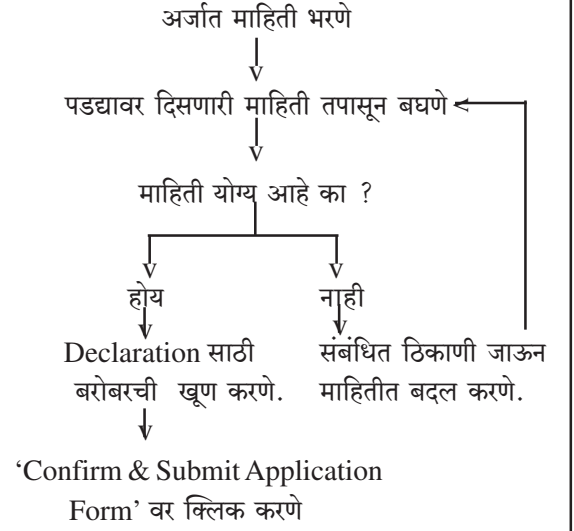 अर्जात माहिती भरणे
पडद्यावर दिसणारी माहिती तपासून बघणे
माहिती योग्य आहे का ?
होय
नाही
Declaration साठी
बरोबरची खूण करणे.
संबंधित ठिकाणी जाऊन
माहितीत बदल करणे.
‘Confirm & Submit Application
Form’ वर क्लिक करणे